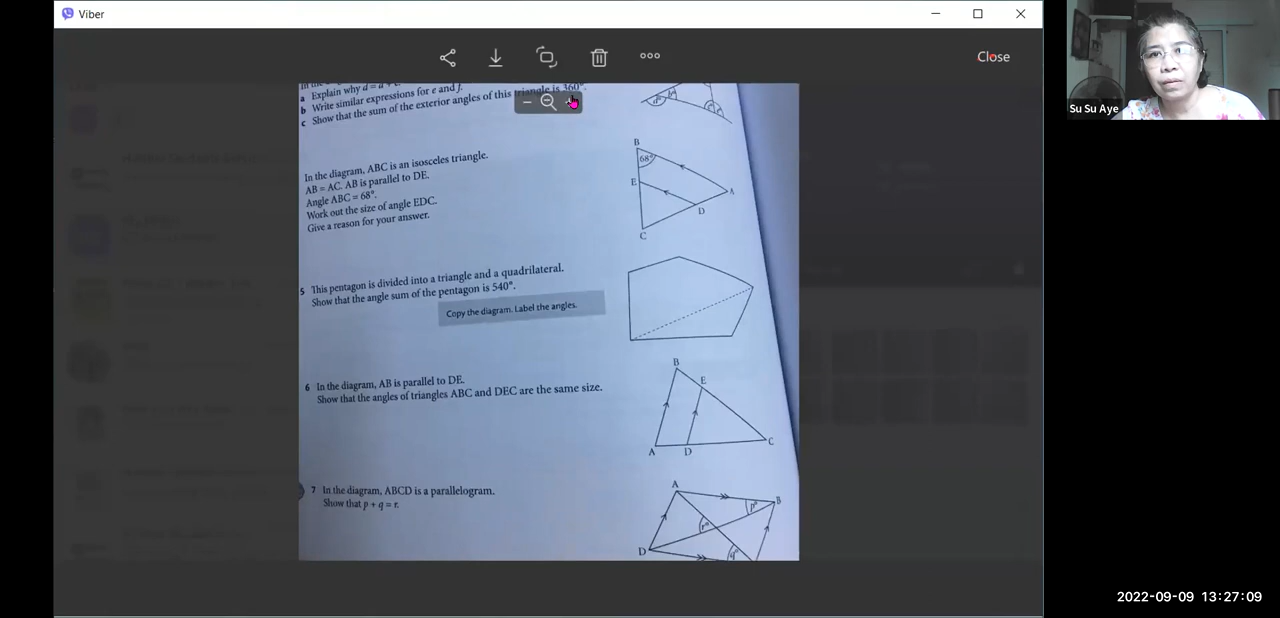 Viber
Close
a Explain why d = a +
b Write similar expressions for e and f.
c Show that the sum of the exterior angles of this triangle is 360°.
In the diagram, ABC is an isosceles triangle.
AB = AC. AB is parallel to DE.
Angle ABC = 68°.
Work out the size of angle EDC.
Give a reason for your answer.
B
68°
E
A
D
C
5 This pentagon is divided into a triangle and a quadrilateral.
Show that the angle sum of the pentagon is 540°.
Copy the diagram. Label the angles.
6 In the diagram, AB is parallel to DE.
Show that the angles of triangles ABC and DEC are the same size.
B
E
A
D
C
7 In the diagram, ABCD is a parallelogram.
Show that p + q = r.
A
B
p°
r°
D
q°
Su Su Aye
2022-09-09 13:27:09